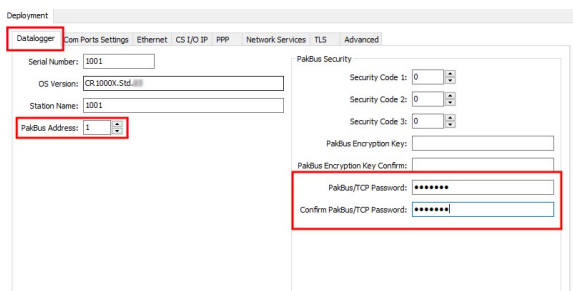 Deployment
Datalogger Com Ports Settings Ethernet CS I/O IP PPP Network Services TLS Advanced
Serial Number: 1001
OS Version: CR1000X.Std.
Station Name: 1001
PakBus Address: 1
PakBus Security
Security Code 1: 0
Security Code 2: 0
Security Code 3: 0
PakBus Encryption Key:
PakBus Encryption Key Confirm:
PakBus/TCP Password: •••••••
Confirm PakBus/TCP Password: •••••••